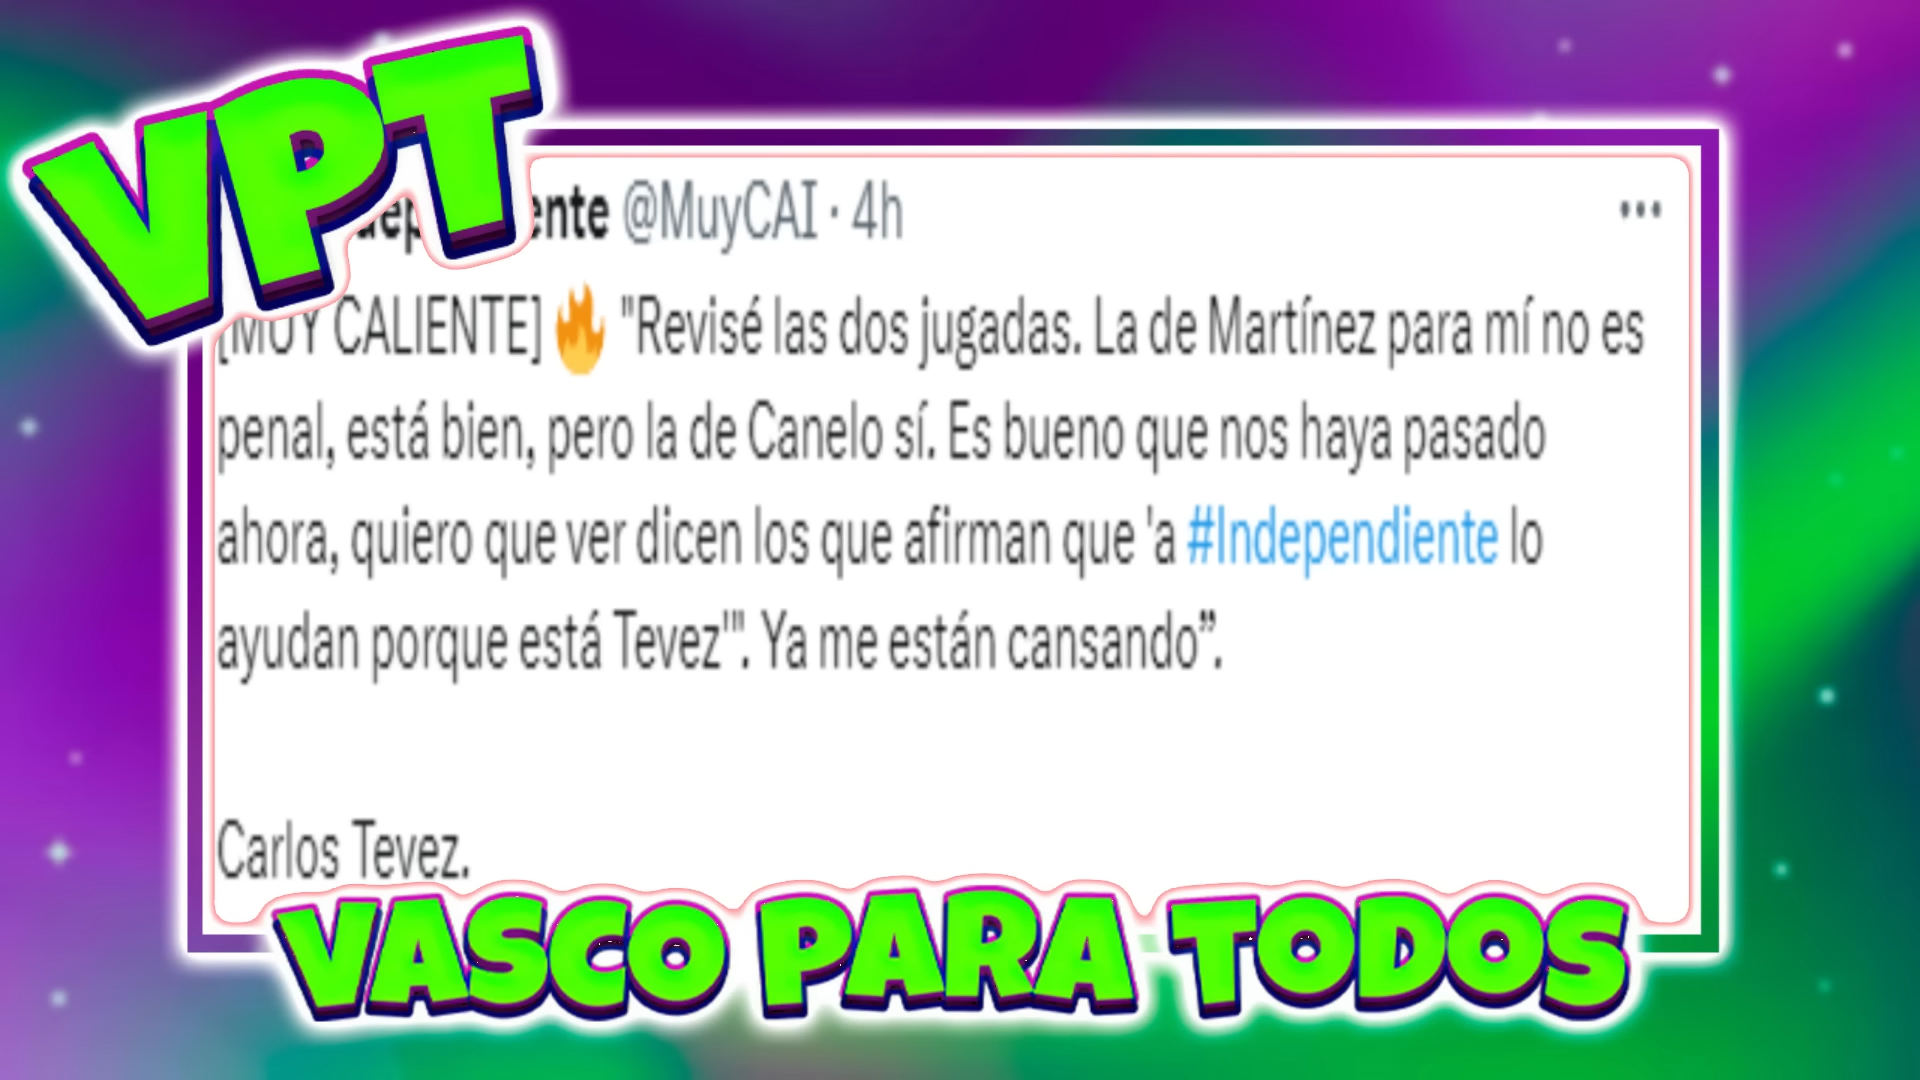 VPT
ente @MuyCAI · 4h
[MUY CALIENTE] 🔥 "Revisé las dos jugadas. La de Martínez para mí no es
penal, está bien, pero la de Canelo sí. Es bueno que nos haya pasado
ahora, quiero que ver dicen los que afirman que 'a #Independiente lo
ayudan porque está Tevez'". Ya me están cansando”.
Carlos Tevez.
VASCO PARA TODOS